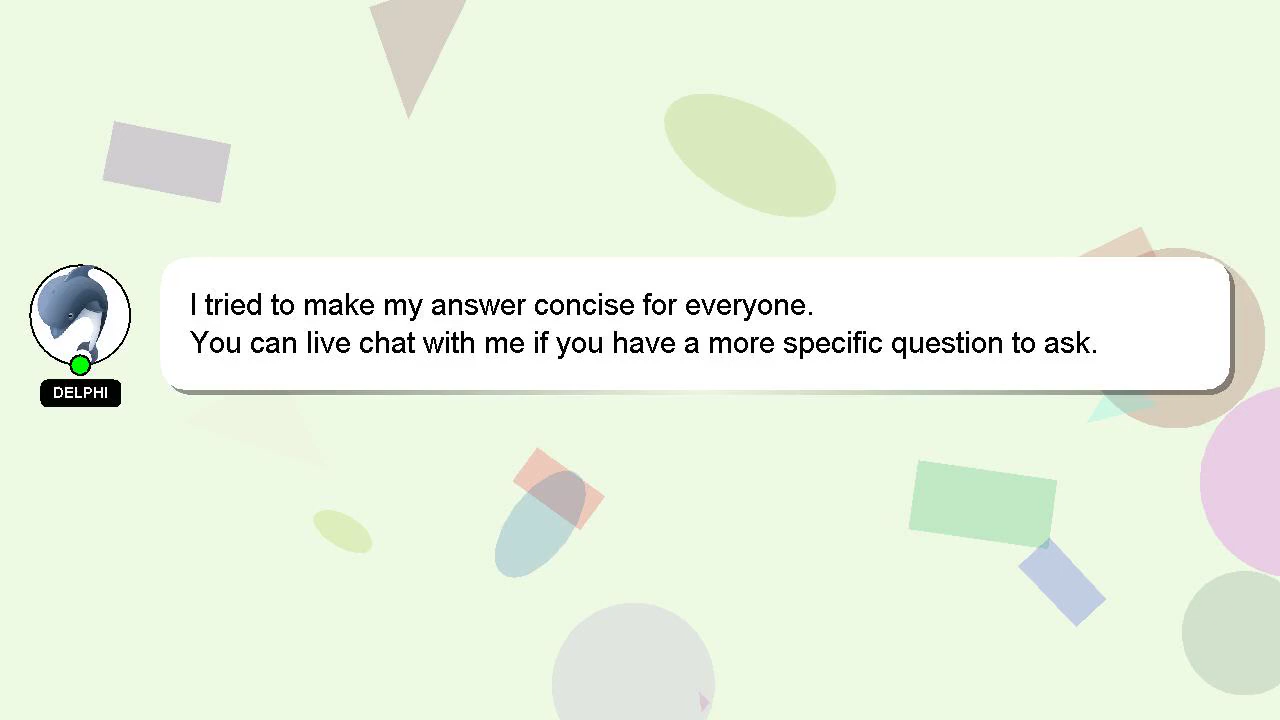 I tried to make my answer concise for everyone.
You can live chat with me if you have a more specific question to ask.
DELPHI